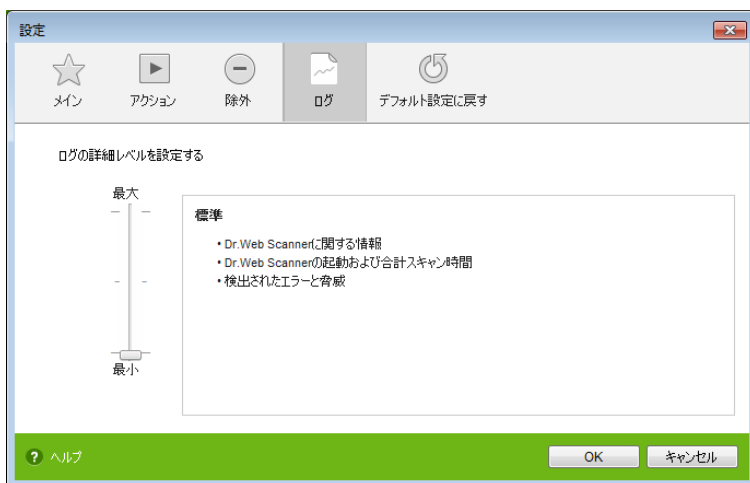 設定
メイン
アクション
除外
ログ
デフォルト設定に戻す
ログの詳細レベルを設定する
最大
標準
• Dr.Web Scannerに関する情報
• Dr.Web Scannerの起動および合計スキャン時間
• 検出されたエラーと脅威
最小
? ヘルプ
OK
キャンセル